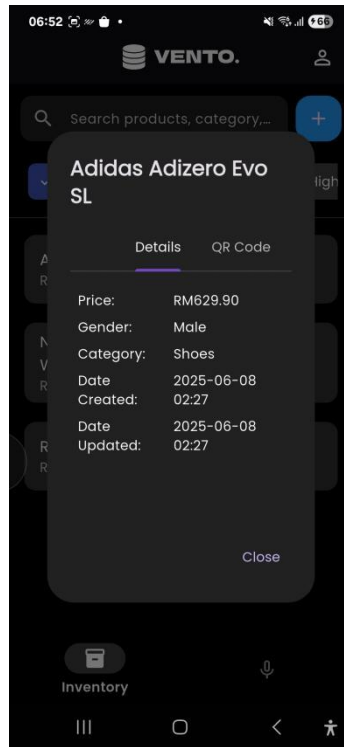 06:52
66
VENTO.
Search products, category,...
High
Adidas Adizero Evo
SL
Details QR Code
Price: RM629.90
Gender: Male
Category: Shoes
Date Created: 2025-06-08 02:27
Date Updated: 2025-06-08 02:27
Close
Inventory